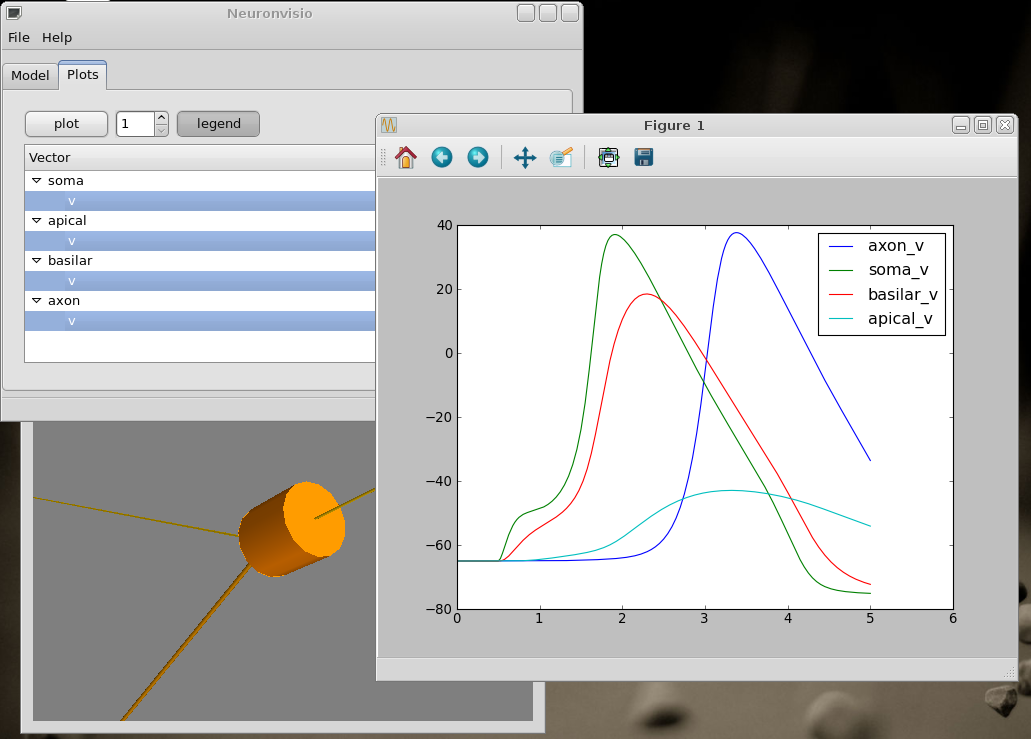 Neuronvisio
File Help
Model Plots
plot 1 legend
Vector
soma
v
apical
v
basilar
v
axon
v
Figure 1
40
20
0
−20
−40
−60
−80
0 1 2 3 4 5 6
axon_v
soma_v
basilar_v
apical_v